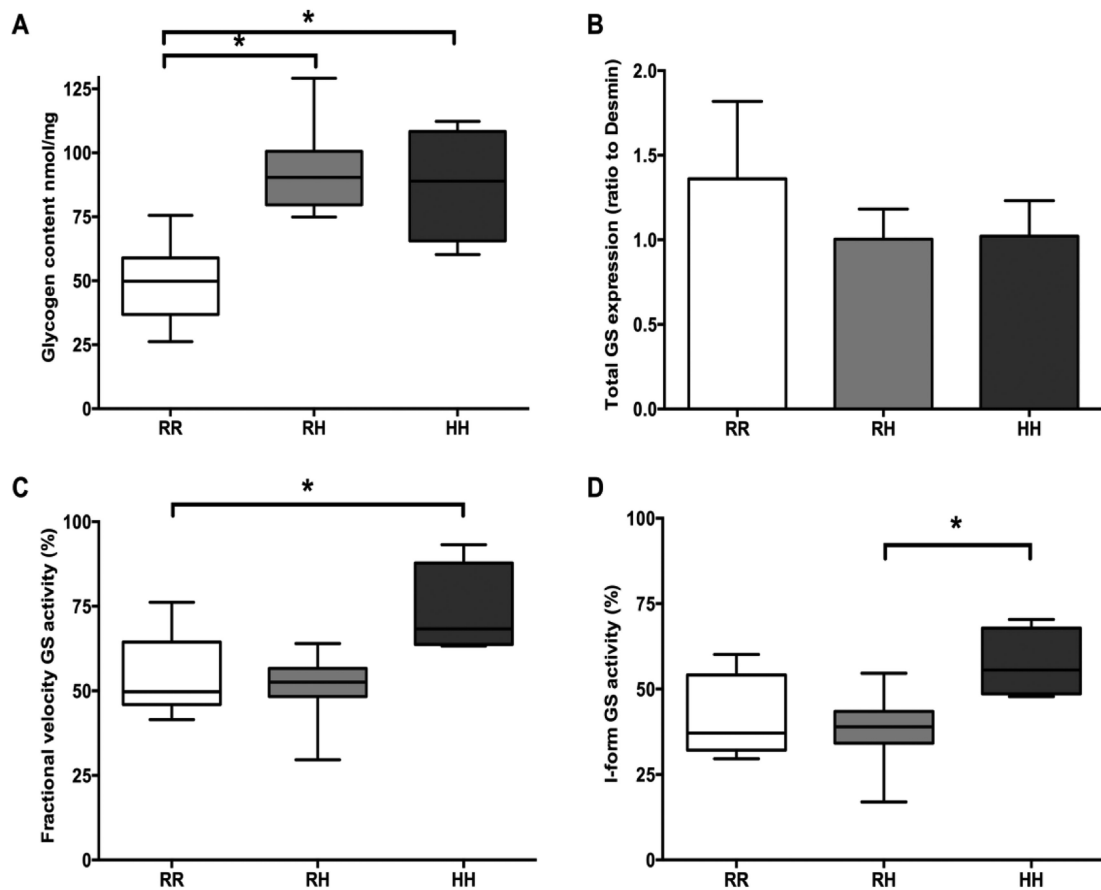 A
*
*
Glycogen content nmol/mg
125
100
75
50
25
0
RR RH HH
B
Total GS expression (ratio to Desmin)
2.0
1.5
1.0
0.5
0.0
RR RH HH
C
*
Fractional velocity GS activity (%)
100
75
50
25
0
RR RH HH
D
*
I-form GS activity (%)
100
75
50
25
0
RR RH HH